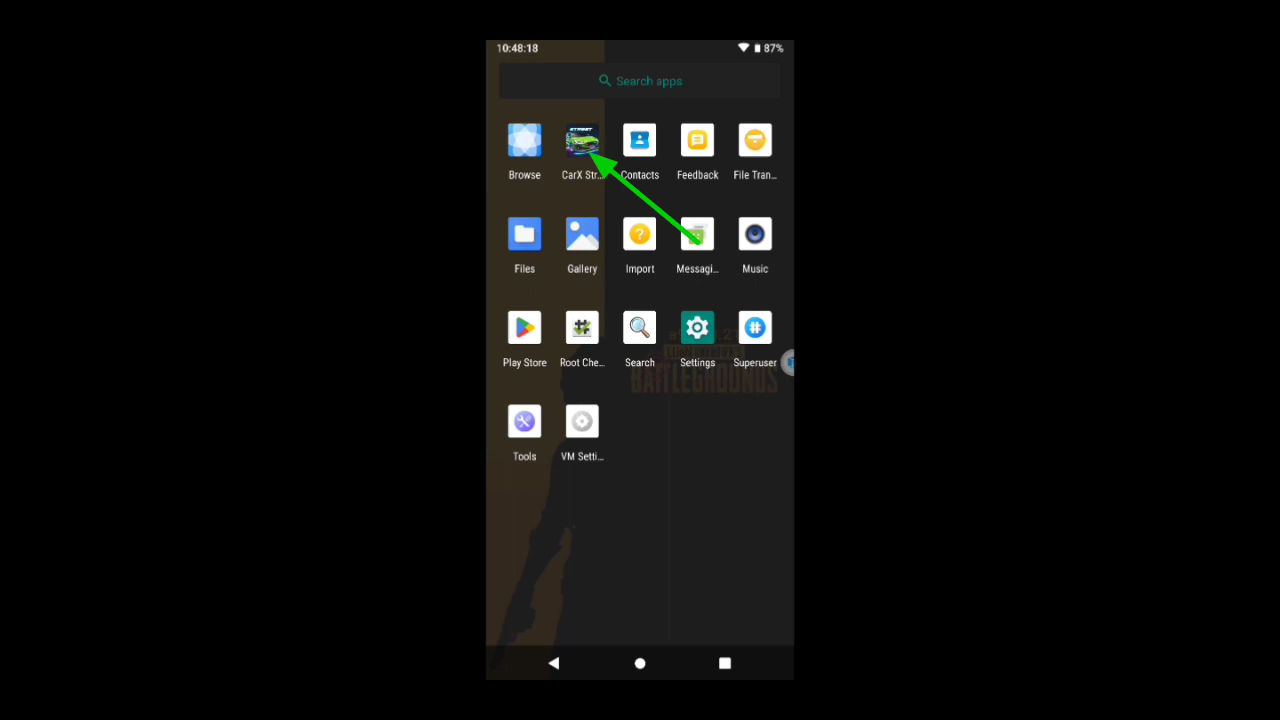 10:48:18 87%
Search apps
STREET
Browse CarX Str... Contacts Feedback File Tran...
Files Gallery Import Messagi... Music
Play Store Root Che... Search Settings Superuser
BATTLEGROUNDS
Tools VM Setti...